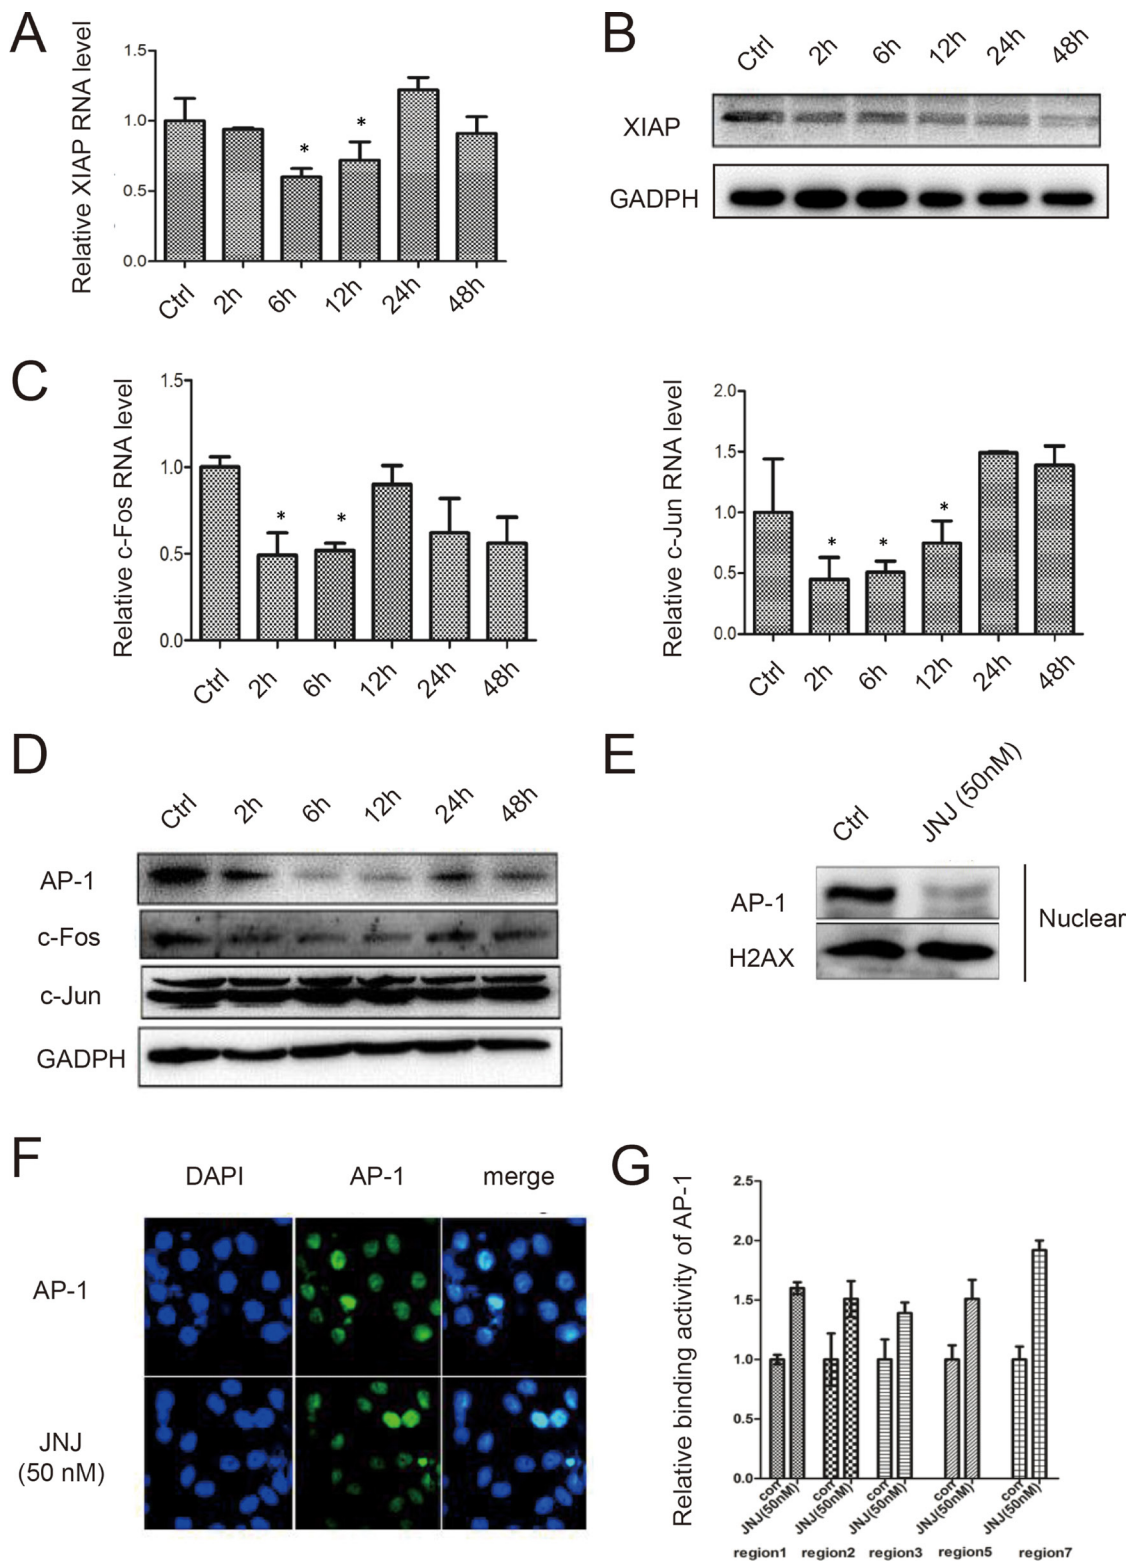 A
Relative XIAP RNA level
1.5
1.0
0.5
0.0
*
*
Ctrl 2h 6h 12h 24h 48h
B
Ctrl 2h 6h 12h 24h 48h
XIAP
GADPH
C
Relative c-Fos RNA level
1.5
1.0
0.5
0.0
*
*
Ctrl 2h 6h 12h 24h 48h
Relative c-Jun RNA level
2.0
1.5
1.0
0.5
0.0
*
*
*
Ctrl 2h 6h 12h 24h 48h
D
Ctrl 2h 6h 12h 24h 48h
AP-1
c-Fos
c-Jun
GADPH
E
Ctrl JNJ (50nM)
AP-1
H2AX
Nuclear
F
DAPI AP-1 merge
AP-1
JNJ
(50 nM)
G
Relative binding activity of AP-1
2.5
2.0
1.5
1.0
0.5
0.0
JNJ(50nM) JNJ(50nM) JNJ(50nM) JNJ(50nM) JNJ(50nM)
region1 region2 region3 region5 region7